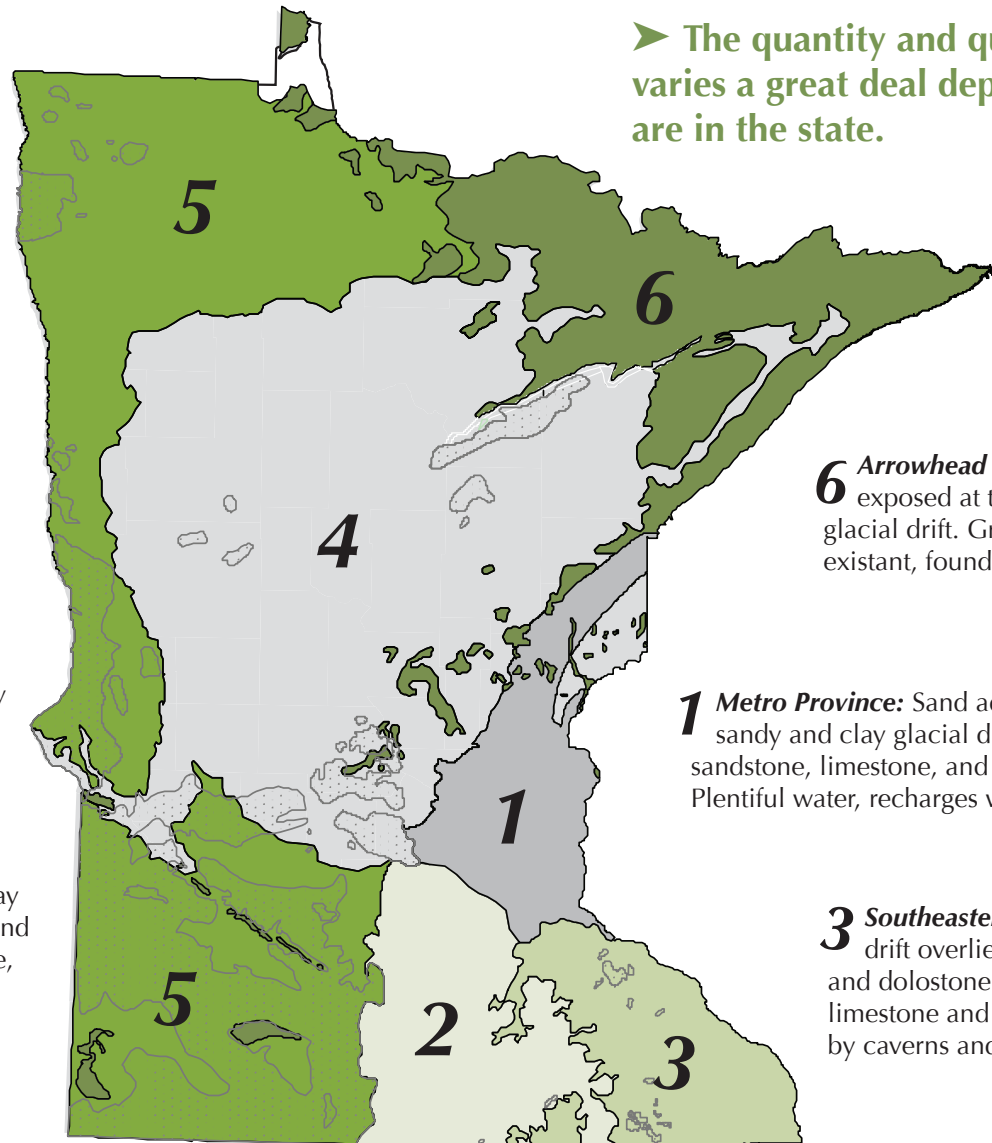 ➤ The quantity and qu
varies a great deal dep
are in the state.
5
6
4
6 Arrowhead
exposed at t
glacial drift. Gr
existant, found
y
1 Metro Province: Sand ac
sandy and clay glacial d
sandstone, limestone, and
Plentiful water, recharges w
1
ay
nd
e,
3 Southeaste
drift overlie
and dolostone
limestone and
by caverns and
5
2
3